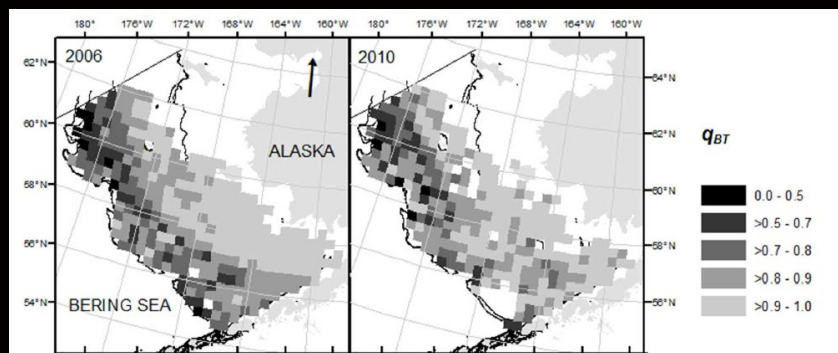 180° 176°W 172°W 168°W 164°W 160°W 180° 176°W 172°W 168°W 164°W 160°W
2006
2010
62°N
60°N
58°N
56°N
54°N
64°N
62°N
60°N
58°N
56°N
ALASKA
BERING SEA
qBT
0.0 - 0.5
>0.5 - 0.7
>0.7 - 0.8
>0.8 - 0.9
>0.9 - 1.0